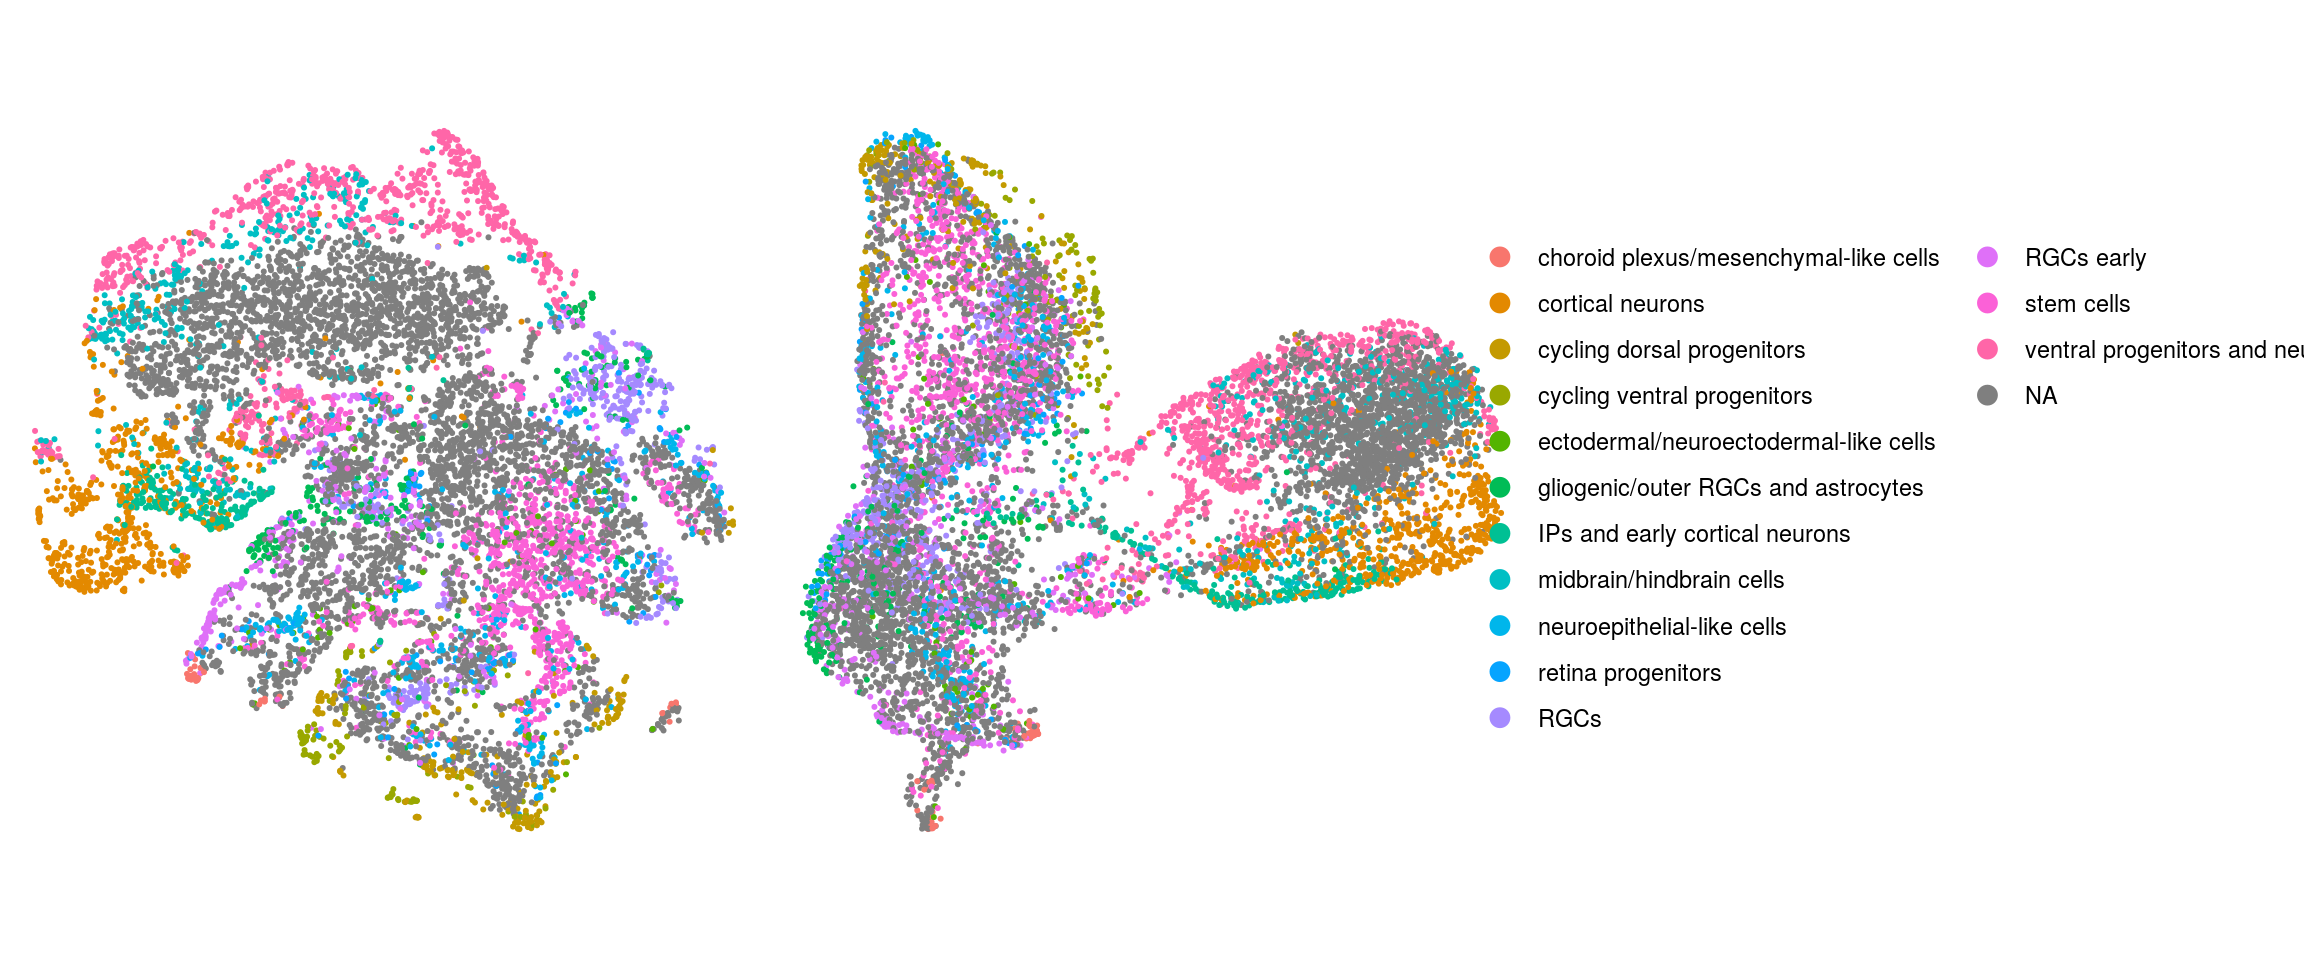 choroid plexus/mesenchymal-like cells
cortical neurons
cycling dorsal progenitors
cycling ventral progenitors
ectodermal/neuroectodermal-like cells
gliogenic/outer RGCs and astrocytes
IPs and early cortical neurons
midbrain/hindbrain cells
neuroepithelial-like cells
retina progenitors
RGCs
RGCs early
stem cells
ventral progenitors and
NA